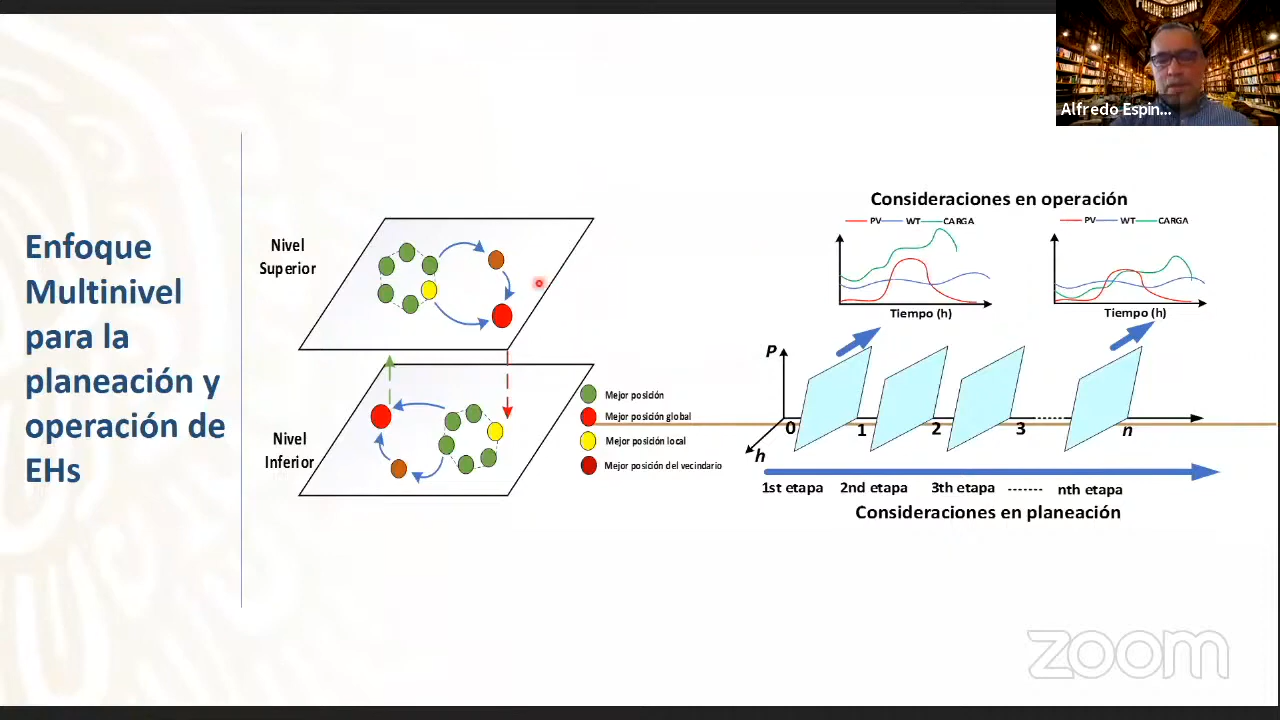 Alfredo Espin...
Enfoque
Multinivel
para la
planeación y
operación de
EHs
Nivel
Superior
Nivel
Inferior
Mejor posición
Mejor posición global
Mejor posición local
Mejor posición del vecindario
Consideraciones en operación
PV WT CARGA
Tiempo (h)
PV WT CARGA
Tiempo (h)
P
h
0 1 2 3 n
1st etapa 2nd etapa 3th etapa ------ nth etapa
Consideraciones en planeación
zoom